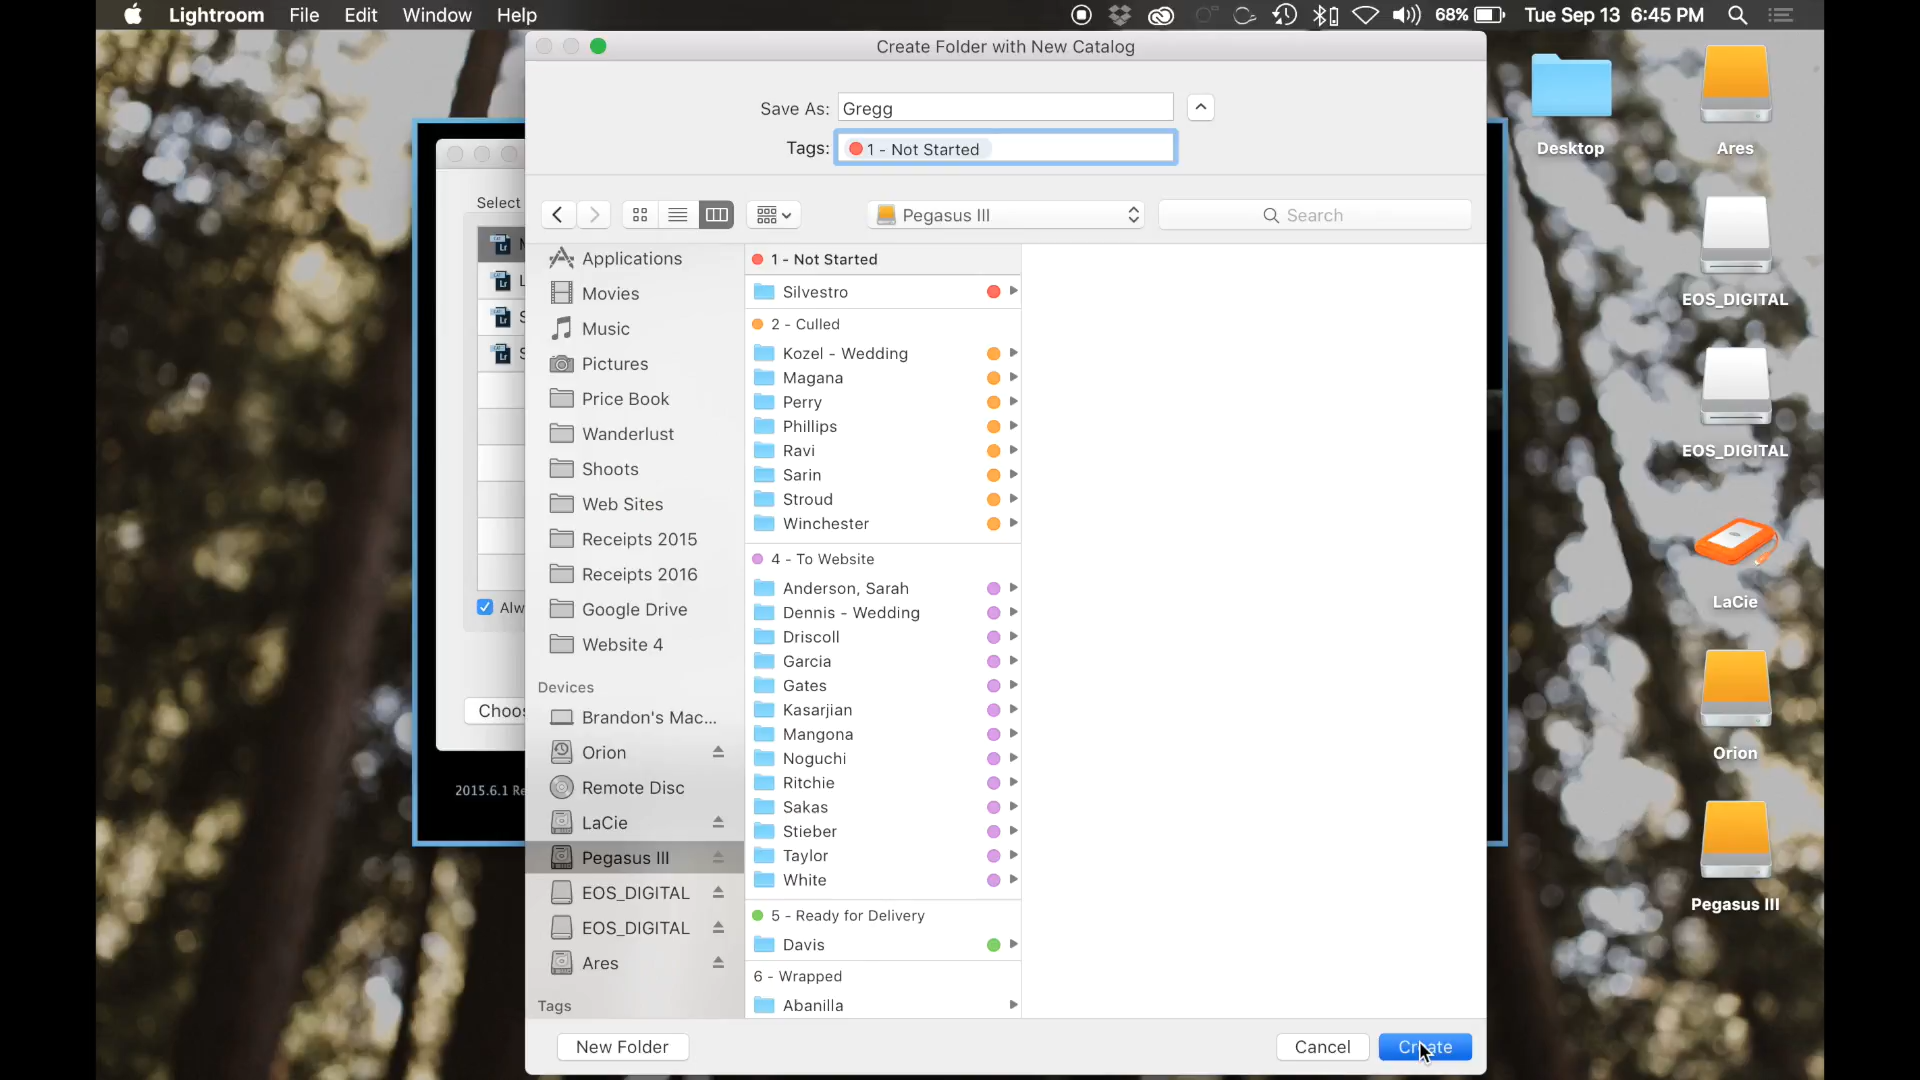 Lightroom File Edit Window Help
68% Tue Sep 13 6:45 PM
Create Folder with New Catalog
Save As: Gregg
Tags: 1 - Not Started
Pegasus III
Search
Select
Alw
Choos
2015.6.1 Re
Applications
Movies
Music
Pictures
Price Book
Wanderlust
Shoots
Web Sites
Receipts 2015
Receipts 2016
Google Drive
Website 4
Devices
Brandon's Mac...
Orion
Remote Disc
LaCie
Pegasus III
EOS_DIGITAL
EOS_DIGITAL
Ares
Tags
1 - Not Started
Silvestro
2 - Culled
Kozel - Wedding
Magana
Perry
Phillips
Ravi
Sarin
Stroud
Winchester
4 - To Website
Anderson, Sarah
Dennis - Wedding
Driscoll
Garcia
Gates
Kasarjian
Mangona
Noguchi
Ritchie
Sakas
Stieber
Taylor
White
5 - Ready for Delivery
Davis
6 - Wrapped
Abanilla
New Folder
Cancel
Create
Desktop
Ares
EOS_DIGITAL
EOS_DIGITAL
LaCie
Orion
Pegasus III